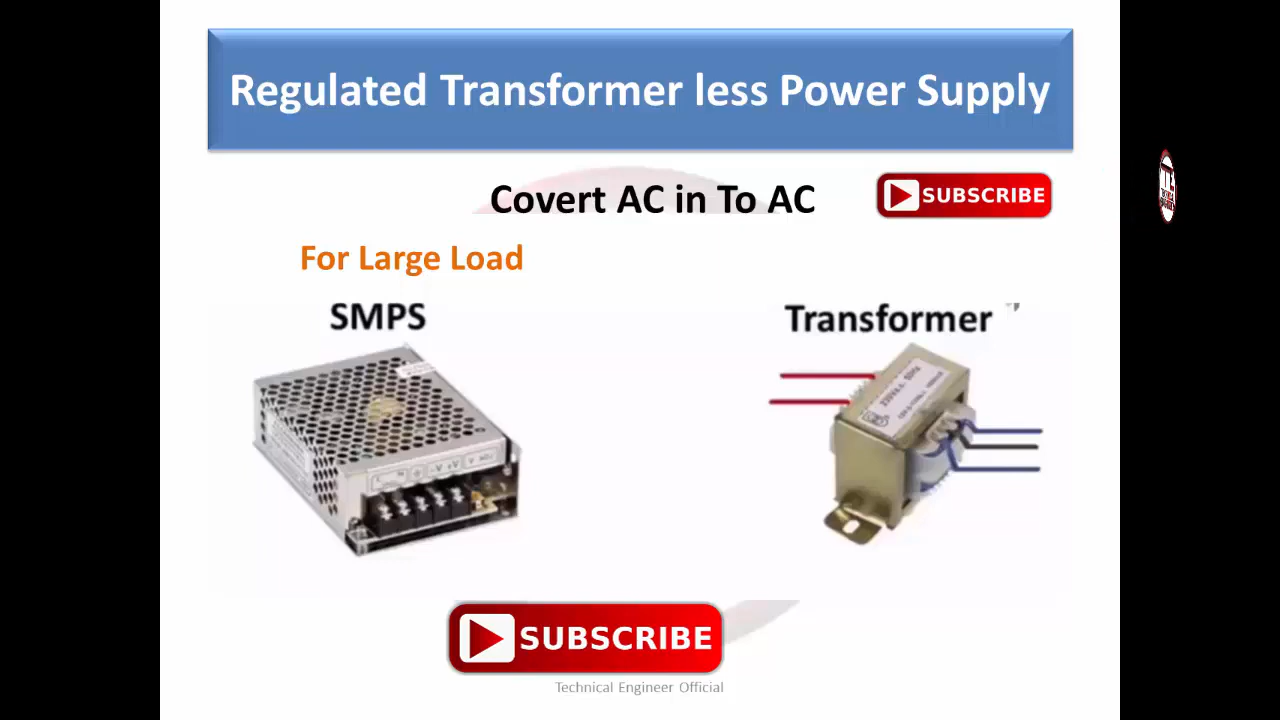 Regulated Transformer less Power Supply
Covert AC in To AC
SUBSCRIBE
For Large Load
SMPS
Transformer
SUBSCRIBE
Technical Engineer Official